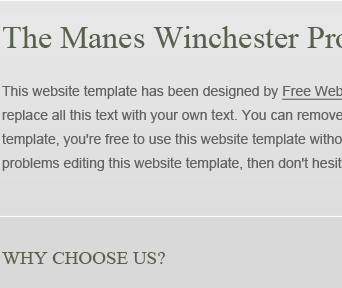 The Manes Winchester Pro
This website template has been designed by Free Web
replace all this text with your own text. You can remove
template, you're free to use this website template witho
problems editing this website template, then don't hesit
WHY CHOOSE US?